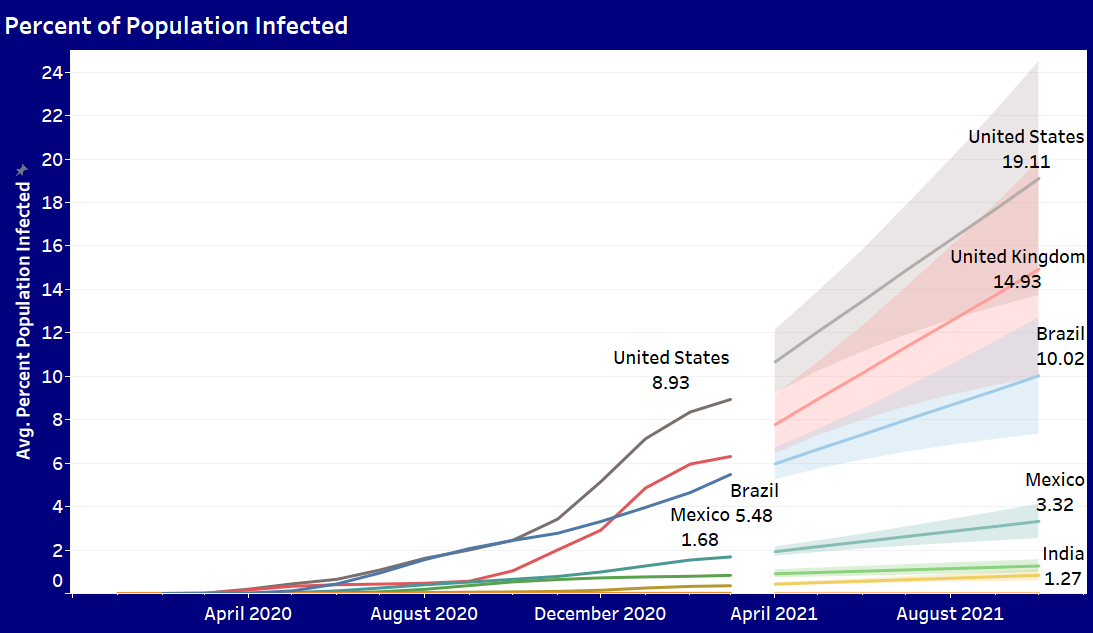 Percent of Population Infected
Avg. Percent Population Infected
24
22
20
18
16
14
12
10
8
6
4
2
0
United States
19.11
United Kingdom
14.93
Brazil
10.02
United States
8.93
Brazil
5.48
Mexico
1.68
Mexico
3.32
India
1.27
April 2020
August 2020
December 2020
April 2021
August 2021